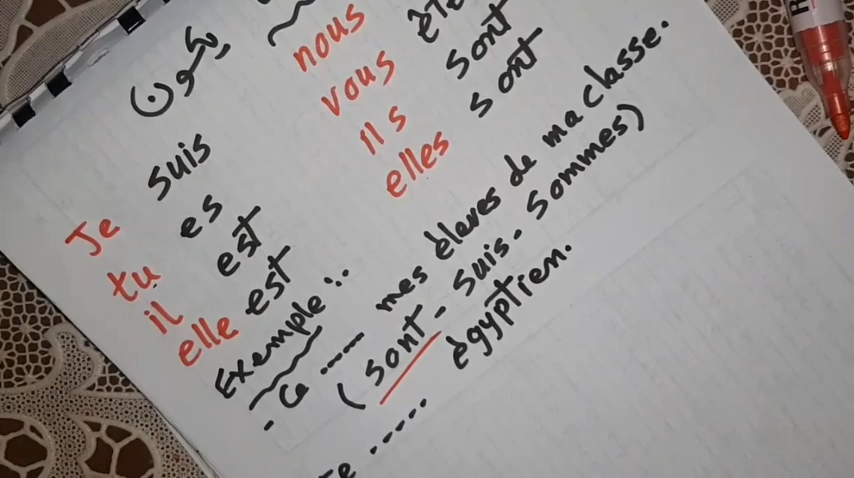 يكون
Je suis
tu es
il est
elle est
nous
vous
ils sont
elles sont
Exemple:.
- Ce ---- mes élèves de ma classe.
(sont - suis - sommes)
..... égyptien.